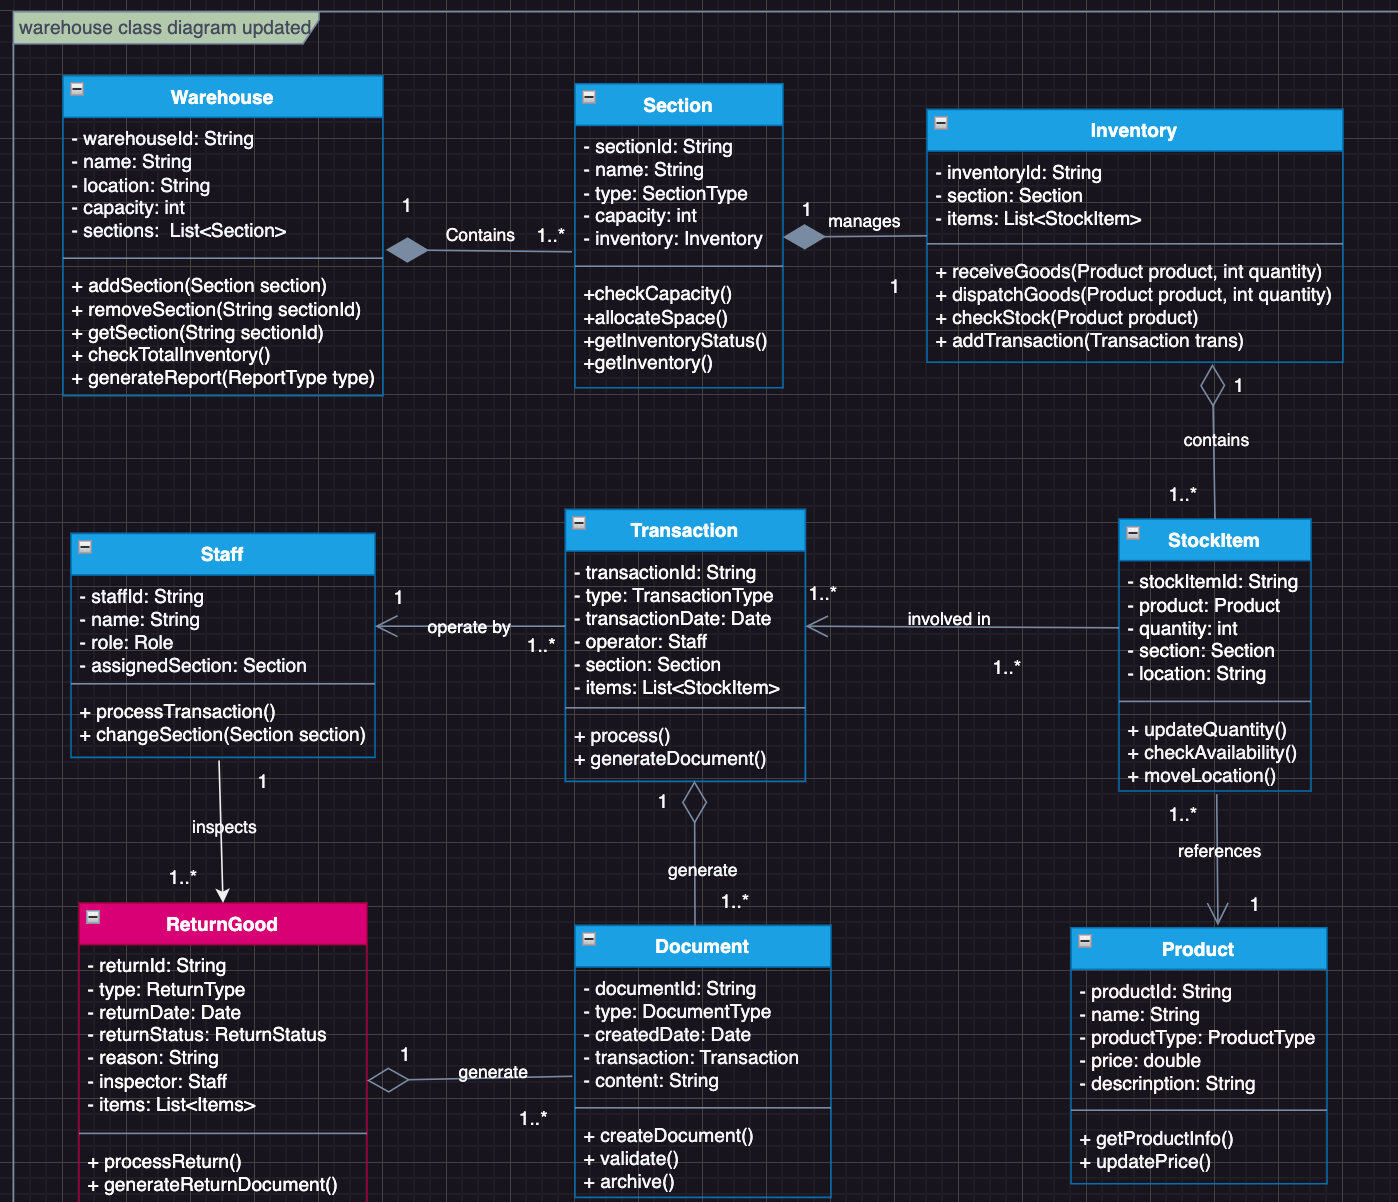 warehouse class diagram updated
Warehouse
- warehouseId: String
- name: String
- location: String
- capacity: int
- sections:  List<Section>
+ addSection(Section section)
+ removeSection(String sectionId)
+ getSection(String sectionId)
+ checkTotalInventory()
+ generateReport(ReportType type)
1
Contains
1..*
Section
- sectionId: String
- name: String
- type: SectionType
- capacity: int
- inventory: Inventory
+checkCapacity()
+allocateSpace()
+getInventoryStatus()
+getInventory()
1
manages
1
Inventory
- inventoryId: String
- section: Section
- items: List<StockItem>
+ receiveGoods(Product product, int quantity)
+ dispatchGoods(Product product, int quantity)
+ checkStock(Product product)
+ addTransaction(Transaction trans)
1
contains
1..*
Staff
- staffId: String
- name: String
- role: Role
- assignedSection: Section
+ processTransaction()
+ changeSection(Section section)
1
operate by
1..*
Transaction
- transactionId: String
- type: TransactionType
- transactionDate: Date
- operator: Staff
- section: Section
- items: List<StockItem>
+ process()
+ generateDocument()
1..*
involved in
1..*
StockItem
- stockItemId: String
- product: Product
- quantity: int
- section: Section
- location: String
+ updateQuantity()
+ checkAvailability()
+ moveLocation()
1
inspects
1..*
1
generate
1..*
1..*
references
1
ReturnGood
- returnId: String
- type: ReturnType
- returnDate: Date
- returnStatus: ReturnStatus
- reason: String
- inspector: Staff
- items: List<Items>
+ processReturn()
+ generateReturnDocument()
1
generate
1..*
Document
- documentId: String
- type: DocumentType
- createdDate: Date
- transaction: Transaction
- content: String
+ createDocument()
+ validate()
+ archive()
Product
- productId: String
- name: String
- productType: ProductType
- price: double
- descrinption: String
+ getProductInfo()
+ updatePrice()